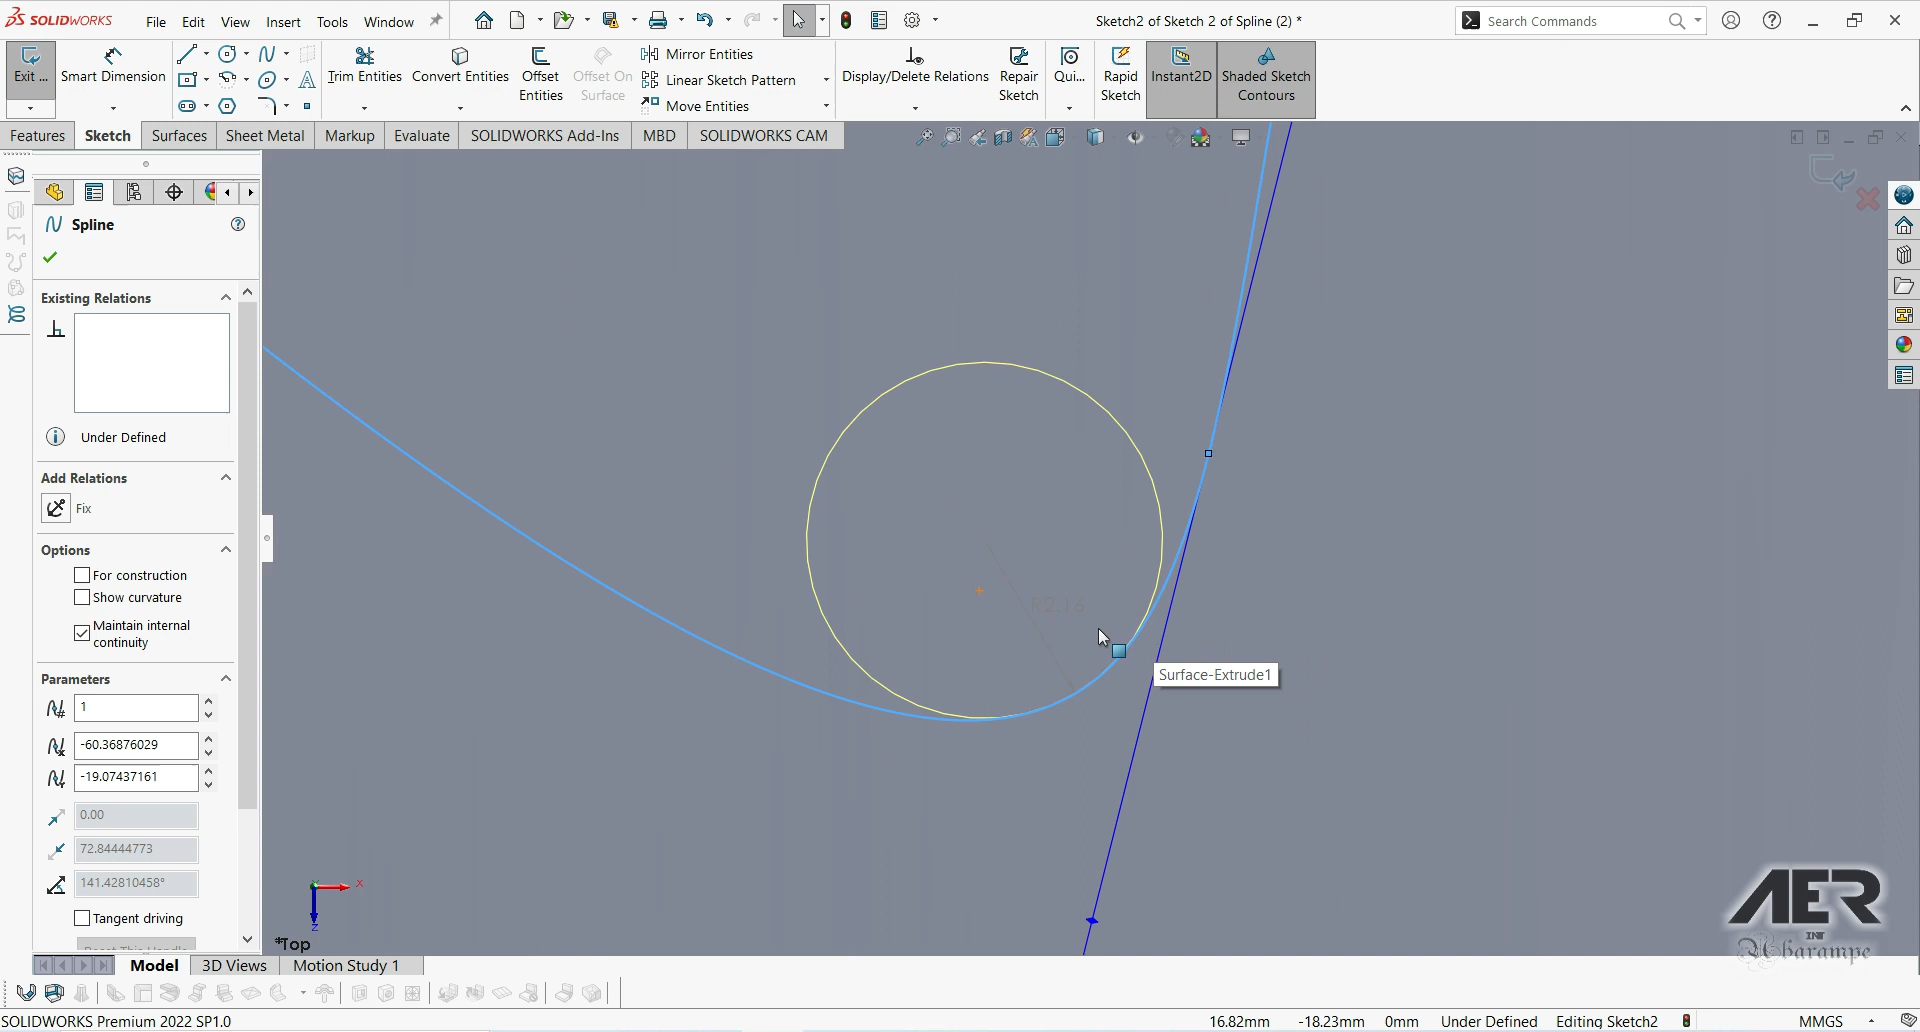 SOLIDWORKS File Edit View Insert Tools Window Sketch2 of Sketch 2 of Spline (2) * Search Commands
Exit ... Smart Dimension Trim Entities Convert Entities Offset Entities Offset On Surface Mirror Entities Linear Sketch Pattern Move Entities Display/Delete Relations Repair Sketch Qui... Rapid Sketch Instant2D Shaded Sketch Contours
Features Sketch Surfaces Sheet Metal Markup Evaluate SOLIDWORKS Add-Ins MBD SOLIDWORKS CAM
Spline
Existing Relations
Under Defined
Add Relations
Fix
Options
For construction
Show curvature
Maintain internal
continuity
Parameters
1
-60.36876029
-19.07437161
0.00
72.84444773
141.42810458°
Tangent driving
R2.16
Surface-Extrude1
X
Z
*Top
AER
INT
Model 3D Views Motion Study 1
SOLIDWORKS Premium 2022 SP1.0 16.82mm -18.23mm 0mm Under Defined Editing Sketch2 MMGS